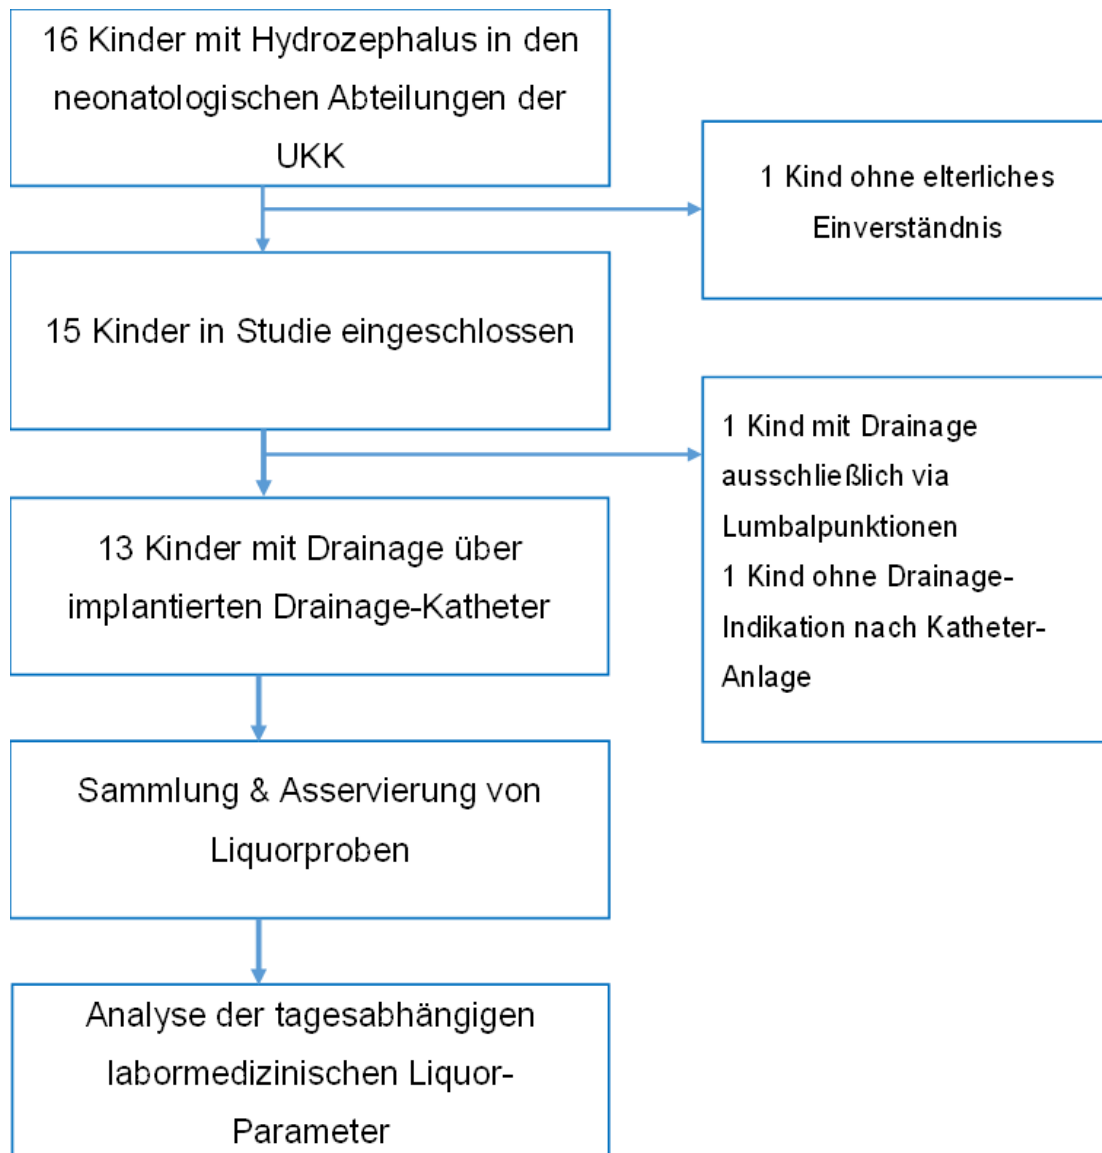 16 Kinder mit Hydrozephalus in den
neonatologischen Abteilungen der
UKK
1 Kind ohne elterliches
Einverständnis
15 Kinder in Studie eingeschlossen
1 Kind mit Drainage
ausschließlich via
Lumbalpunktionen
1 Kind ohne Drainage-
Indikation nach Katheter-
Anlage
13 Kinder mit Drainage über
implantierten Drainage-Katheter
Sammlung & Asservierung von
Liquorproben
Analyse der tagesabhängigen
labormedizinischen Liquor-
Parameter